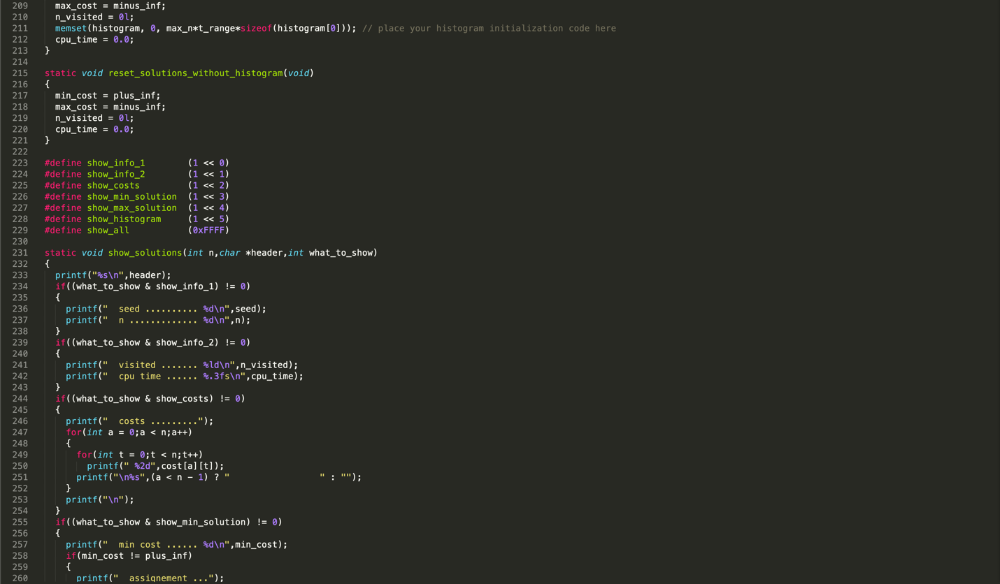 209 max_cost = minus_inf;
210 n_visited = 0l;
211 memset(histogram, 0, max_n*t_range*sizeof(histogram[0])); // place your histogram initialization code here
212 cpu_time = 0.0;
213 }
214
215 static void reset_solutions_without_histogram(void)
216 {
217 min_cost = plus_inf;
218 max_cost = minus_inf;
219 n_visited = 0l;
220 cpu_time = 0.0;
221 }
222
223 #define show_info_1        (1 << 0)
224 #define show_info_2        (1 << 1)
225 #define show_costs         (1 << 2)
226 #define show_min_solution  (1 << 3)
227 #define show_max_solution  (1 << 4)
228 #define show_histogram     (1 << 5)
229 #define show_all           (0xFFFF)
230
231 static void show_solutions(int n,char *header,int what_to_show)
232 {
233   printf("%s\n",header);
234   if((what_to_show & show_info_1) != 0)
235   {
236     printf("  seed .......... %d\n",seed);
237     printf("  n ............. %d\n",n);
238   }
239   if((what_to_show & show_info_2) != 0)
240   {
241     printf("  visited ....... %ld\n",n_visited);
242     printf("  cpu time ...... %.3fs\n",cpu_time);
243   }
244   if((what_to_show & show_costs) != 0)
245   {
246     printf("  costs .........");
247     for(int a = 0;a < n;a++)
248     {
249       for(int t = 0;t < n;t++)
250         printf(" %2d",cost[a][t]);
251       printf("\n%s",(a < n - 1) ? "                 " : "");
252     }
253     printf("\n");
254   }
255   if((what_to_show & show_min_solution) != 0)
256   {
257     printf("  min cost ...... %d\n",min_cost);
258     if(min_cost != plus_inf)
259     {
260       printf("  assignement ...");